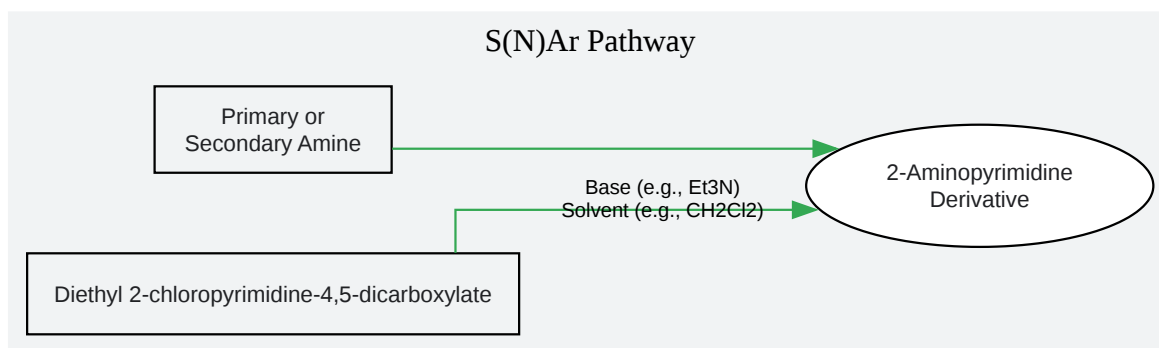 S(N)Ar Pathway
Primary or
Secondary Amine
2-Aminopyrimidine
Derivative
Base (e.g., Et3N)
Solvent (e.g., CH2Cl2)
Diethyl 2-chloropyrimidine-4,5-dicarboxylate